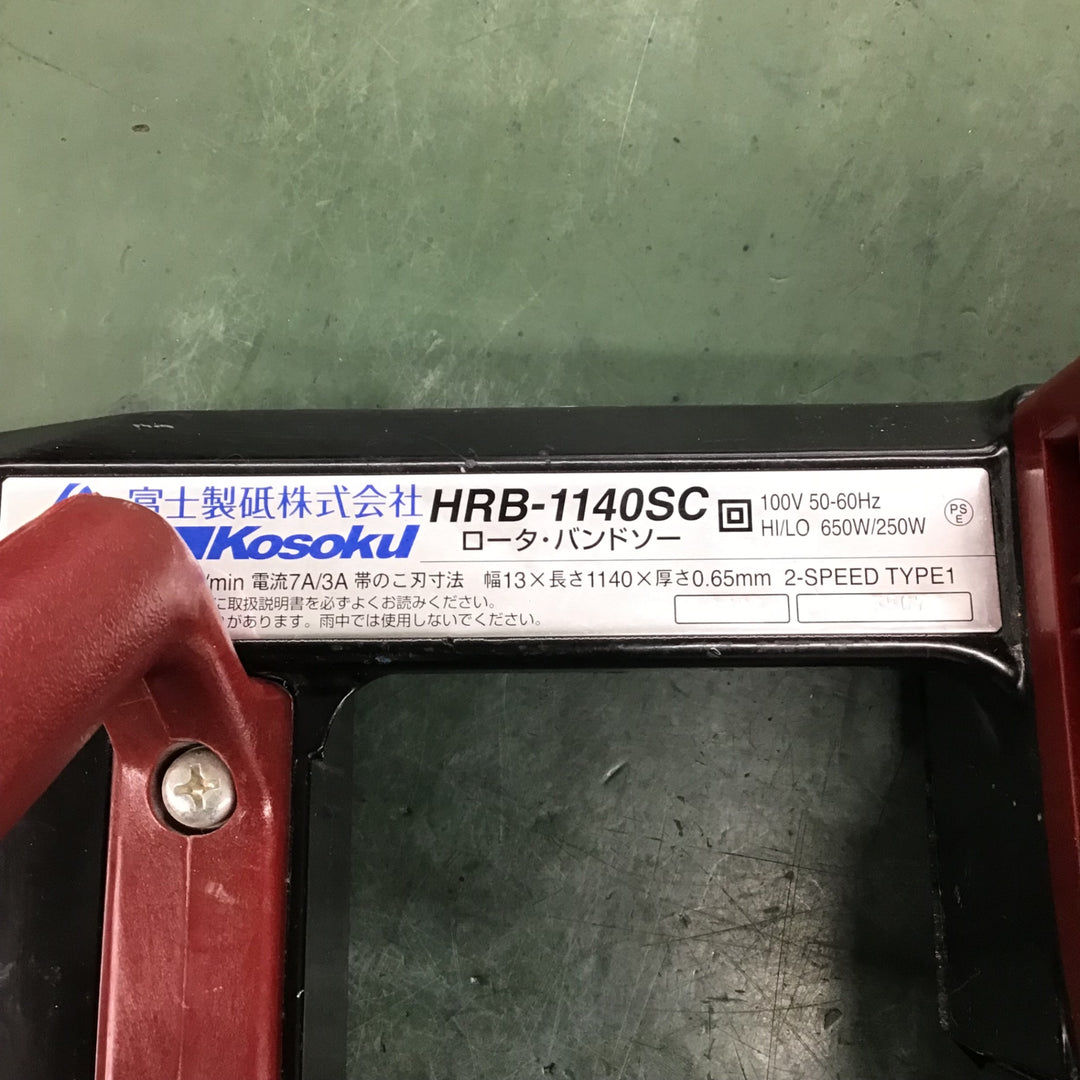 富士製砥株式会社
Kosoku
HRB-1140SC
ロータ・バンドソー
100V 50-60Hz
HI/LO 650W/250W
PS
E
/min 電流7A/3A 帯のこ刃寸法 幅13×長さ1140×厚さ0.65mm 2-SPEED TYPE1
に取扱説明書を必ずよくお読みください。
があります。雨中では使用しないでください。